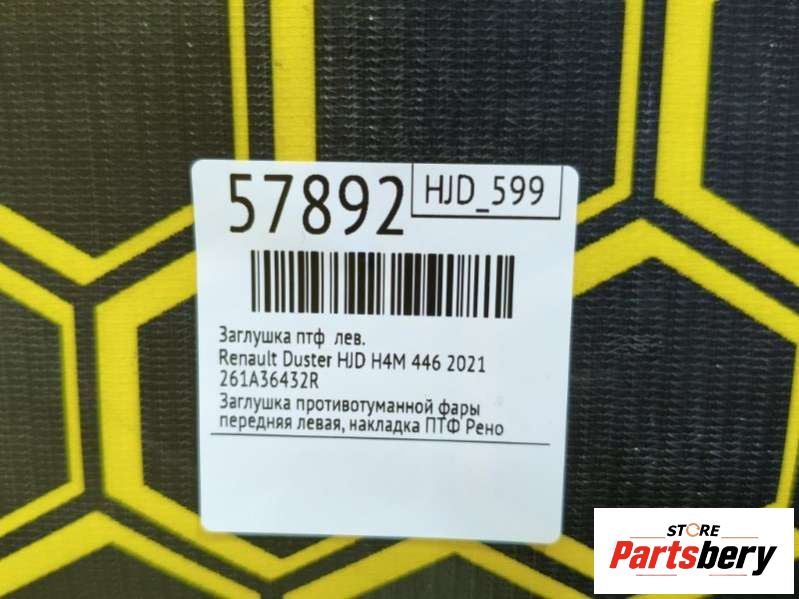 57892
HJD_599
Заглушка птф лев.
Renault Duster HJD H4M 446 2021
261A36432R
Заглушка противотуманной фары
передняя левая, накладка ПТФ Рено
STORE
Partsbery